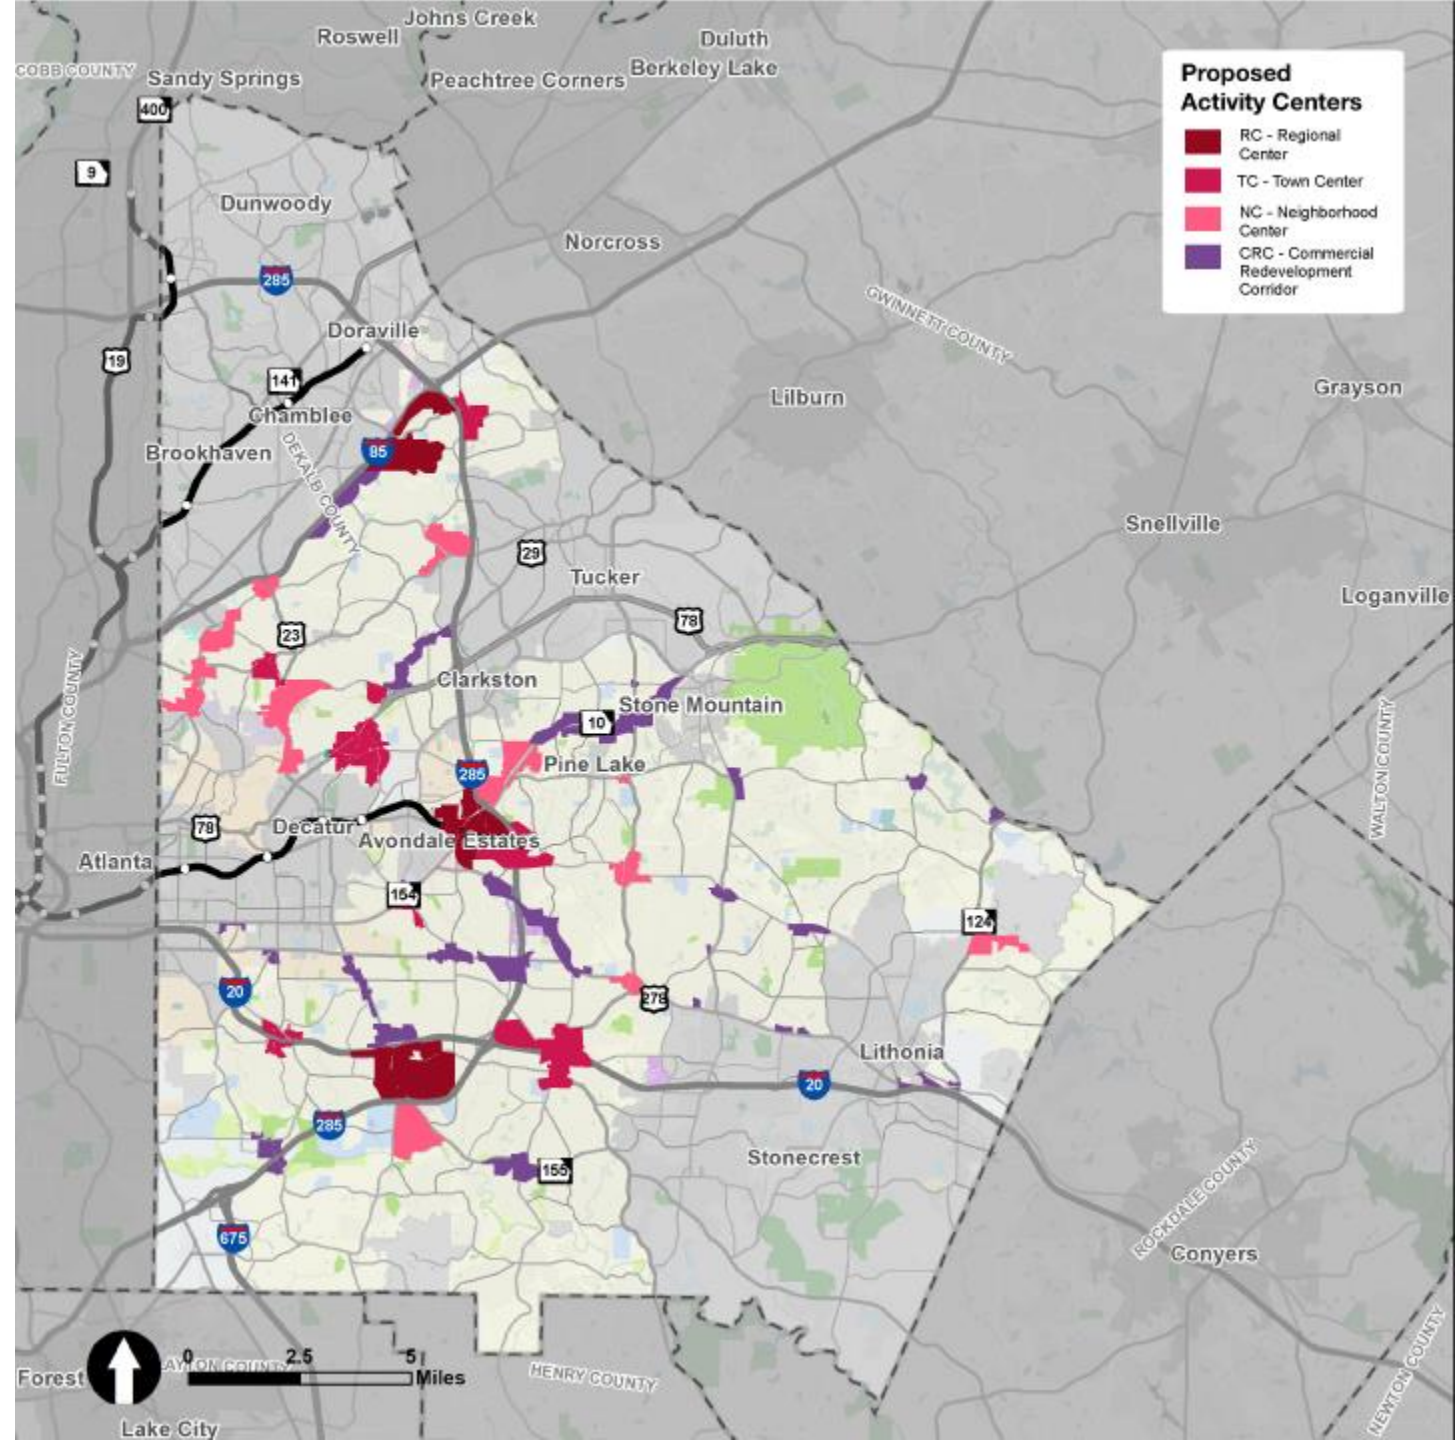 Johns Creek
Roswell
Duluth
Berkeley Lake
COBB COUNTY
Sandy Springs
Peachtree Corners
400
9
Proposed
Activity Centers
RC - Regional
Center
TC - Town Center
NC - Neighborhood
Center
CRC - Commercial
Redevelopment
Corridor
Dunwoody
Norcross
285
GWINNETT COUNTY
Doraville
19
141
Grayson
Lilburn
Chamblee
Brookhaven
85
DEKALB COUNTY
Snellville
29
Tucker
Loganville
78
23
FULTON COUNTY
Clarkston
Stone Mountain
10
WALTON COUNTY
Pine Lake
285
78
Decatur
Avondale Estates
Atlanta
154
124
20
278
Lithonia
20
285
Stonecrest
155
ROCKDALE COUNTY
675
Conyers
NEWTON COUNTY
0 2.5 5
Miles
AYTON COUNTY
Forest
HENRY COUNTY
Lake City